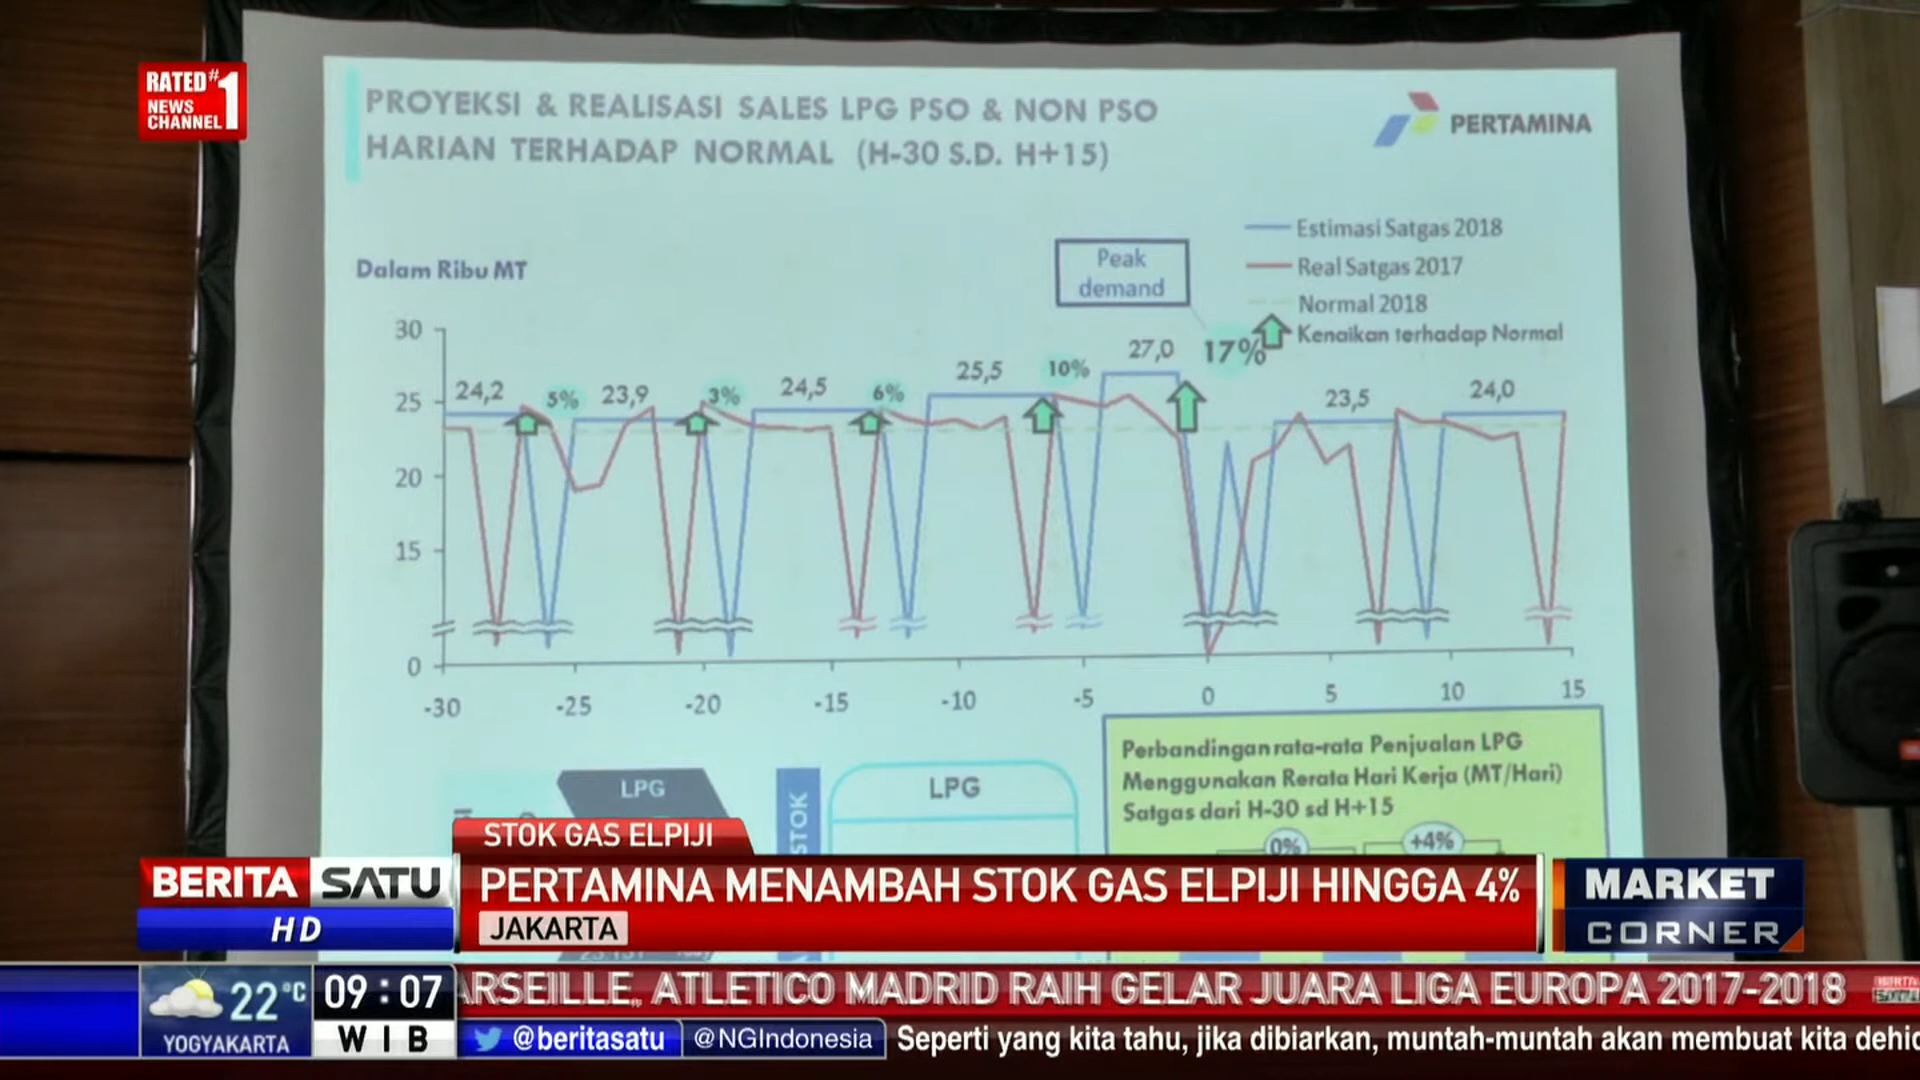 RATED #1
NEWS
CHANNEL
PROYEKSI & REALISASI SALES LPG PSO & NON PSO
HARIAN TERHADAP NORMAL (H-30 S.D. H+15)
PERTAMINA
Estimasi Satgas 2018
Real Satgas 2017
Normal 2018
Kenaikan terhadap Normal
Peak
demand
Dalam Ribu MT
30
25
20
15
0
24,2
5%
23,9
3%
24,5
6%
25,5
10%
27,0
17%
23,5
24,0
-30 -25 -20 -15 -10 -5 0 5 10 15
LPG
STOK
LPG
Perbandingan rata-rata Penjualan LPG
Menggunakan Rerata Hari Kerja (MT/Hari)
Satgas dari H-30 sd H+15
0%
+4%
STOK GAS ELPIJI
BERITA SATU
HD
PERTAMINA MENAMBAH STOK GAS ELPIJI HINGGA 4%
JAKARTA
MARKET
CORNER
22°C
YOGYAKARTA
09:07
WIB
ARSEILLE, ATLETICO MADRID RAIH GELAR JUARA LIGA EUROPA 2017-2018
@beritasatu
@NGIndonesia
Seperti yang kita tahu, jika dibiarkan, muntah-muntah akan membuat kita dehid